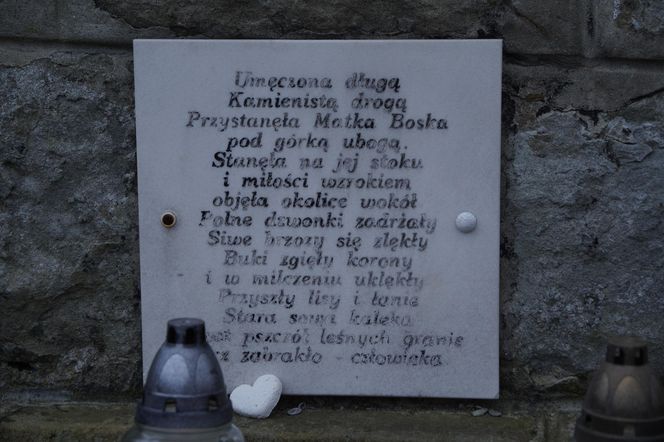 Umęczona długą
Kamienistą drogą
Przystanęła Matka Boska
pod górką ubogą.
Stanęła na jej stoku
i miłości wzrokiem
objęła okolice wokół
Polne dzwonki zadrżały
Siwe brzozy się zlękły
Buki zgięły korony
i w milczeniu uklękły
Przyszły lisy i łanie
Stara sowa kaleka
pszczół leśnych granie
zabrakło - człowieka